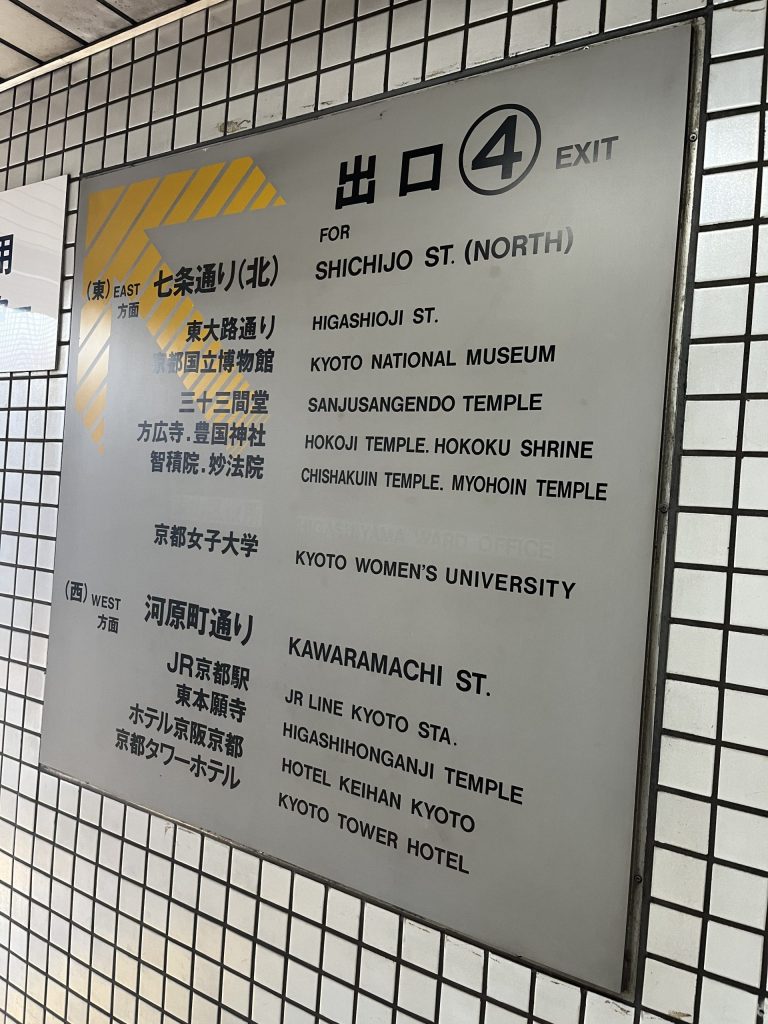 出口 ④ EXIT
FOR
(東) EAST 方面 七条通り(北) SHICHIJO ST. (NORTH)
東大路通り HIGASHIOJI ST.
京都国立博物館 KYOTO NATIONAL MUSEUM
三十三間堂 SANJUSANGENDO TEMPLE
方広寺.豊国神社 HOKOJI TEMPLE. HOKOKU SHRINE
智積院.妙法院 CHISHAKUIN TEMPLE. MYOHOIN TEMPLE
HIGASHIYAMA WARD OFFICE
京都女子大学 KYOTO WOMEN'S UNIVERSITY
(西) WEST 方面 河原町通り KAWARAMACHI ST.
JR京都駅 JR LINE KYOTO STA.
東本願寺 HIGASHIHONGANJI TEMPLE
ホテル京阪京都 HOTEL KEIHAN KYOTO
京都タワーホテル KYOTO TOWER HOTEL
用